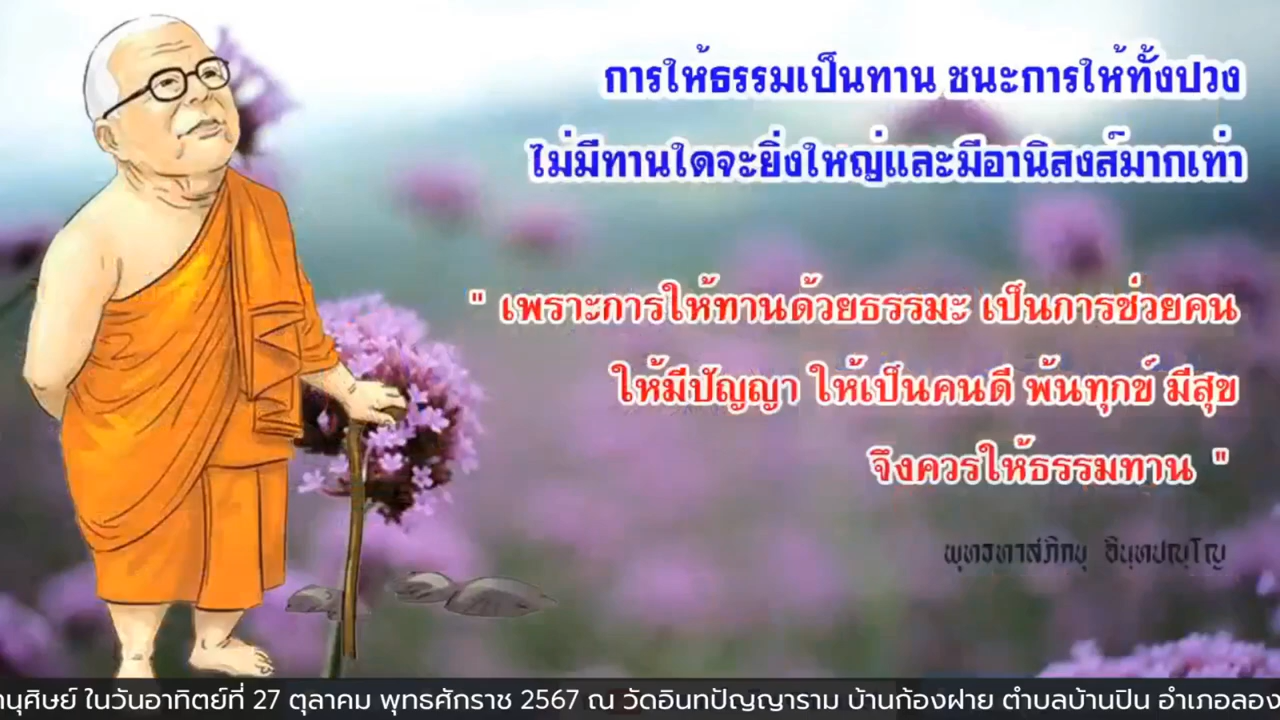 การให้ธรรมเป็นทาน ชนะการให้ทั้งปวง
ไม่มีทานใดจะยิ่งใหญ่และมีอานิสงส์มากเท่า
" เพราะการให้ทานด้วยธรรมะ เป็นการช่วยคน
ให้มีปัญญา ให้เป็นคนดี พ้นทุกข์ มีสุข
จึงควรให้ธรรมทาน "
พุทธทาสภิกขุ อินฺทปญฺโญ
านุศิษย์ ในวันอาทิตย์ที่ 27 ตุลาคม พุทธศักราช 2567 ณ วัดอินทปัญญาราม บ้านก้องฝาย ตำบลบ้านปิน อำเภอลอง